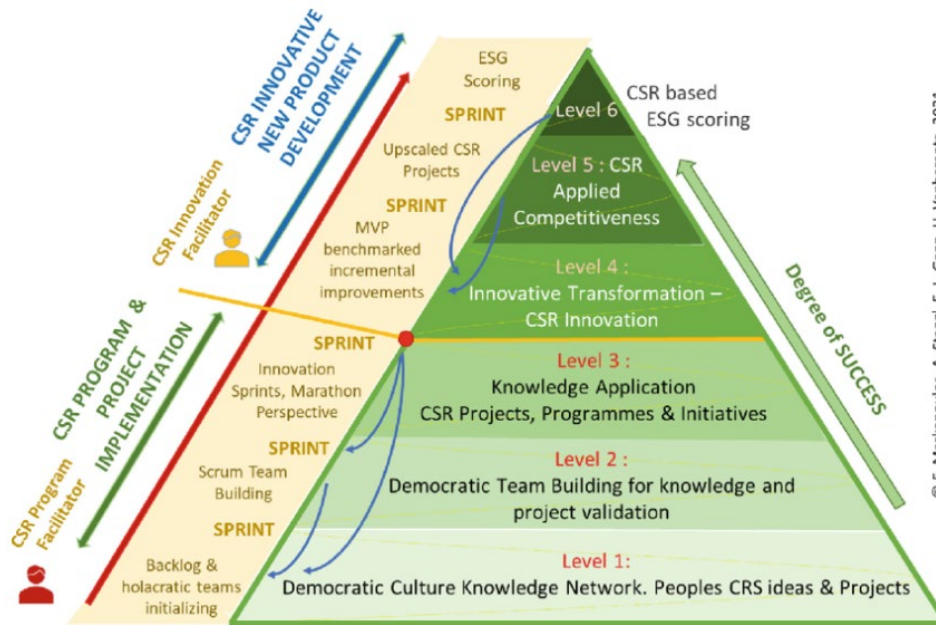 CSR INNOVATIVE
NEW PRODUCT
DEVELOPMENT
CSR Innovation
Facilitator
CSR PROGRAM &
PROJECT
IMPLEMENTATION
CSR Program
Facilitator
ESG
Scoring
SPRINT
Upscaled CSR
Projects
SPRINT
MVP
benchmarked
incremental
improvements
SPRINT
Innovation
Sprints, Marathon
Perspective
SPRINT
Scrum Team
Building
SPRINT
Backlog &
holacratic teams
initializing
Level 6
CSR based
ESG scoring
Level 5 : CSR
Applied
Competitiveness
Level 4 :
Innovative Transformation –
CSR Innovation
Level 3 :
Knowledge Application
CSR Projects, Programmes & Initiatives
Level 2 :
Democratic Team Building for knowledge and
project validation
Level 1:
Democratic Culture Knowledge Network. Peoples CRS ideas & Projects
Degree of SUCCESS